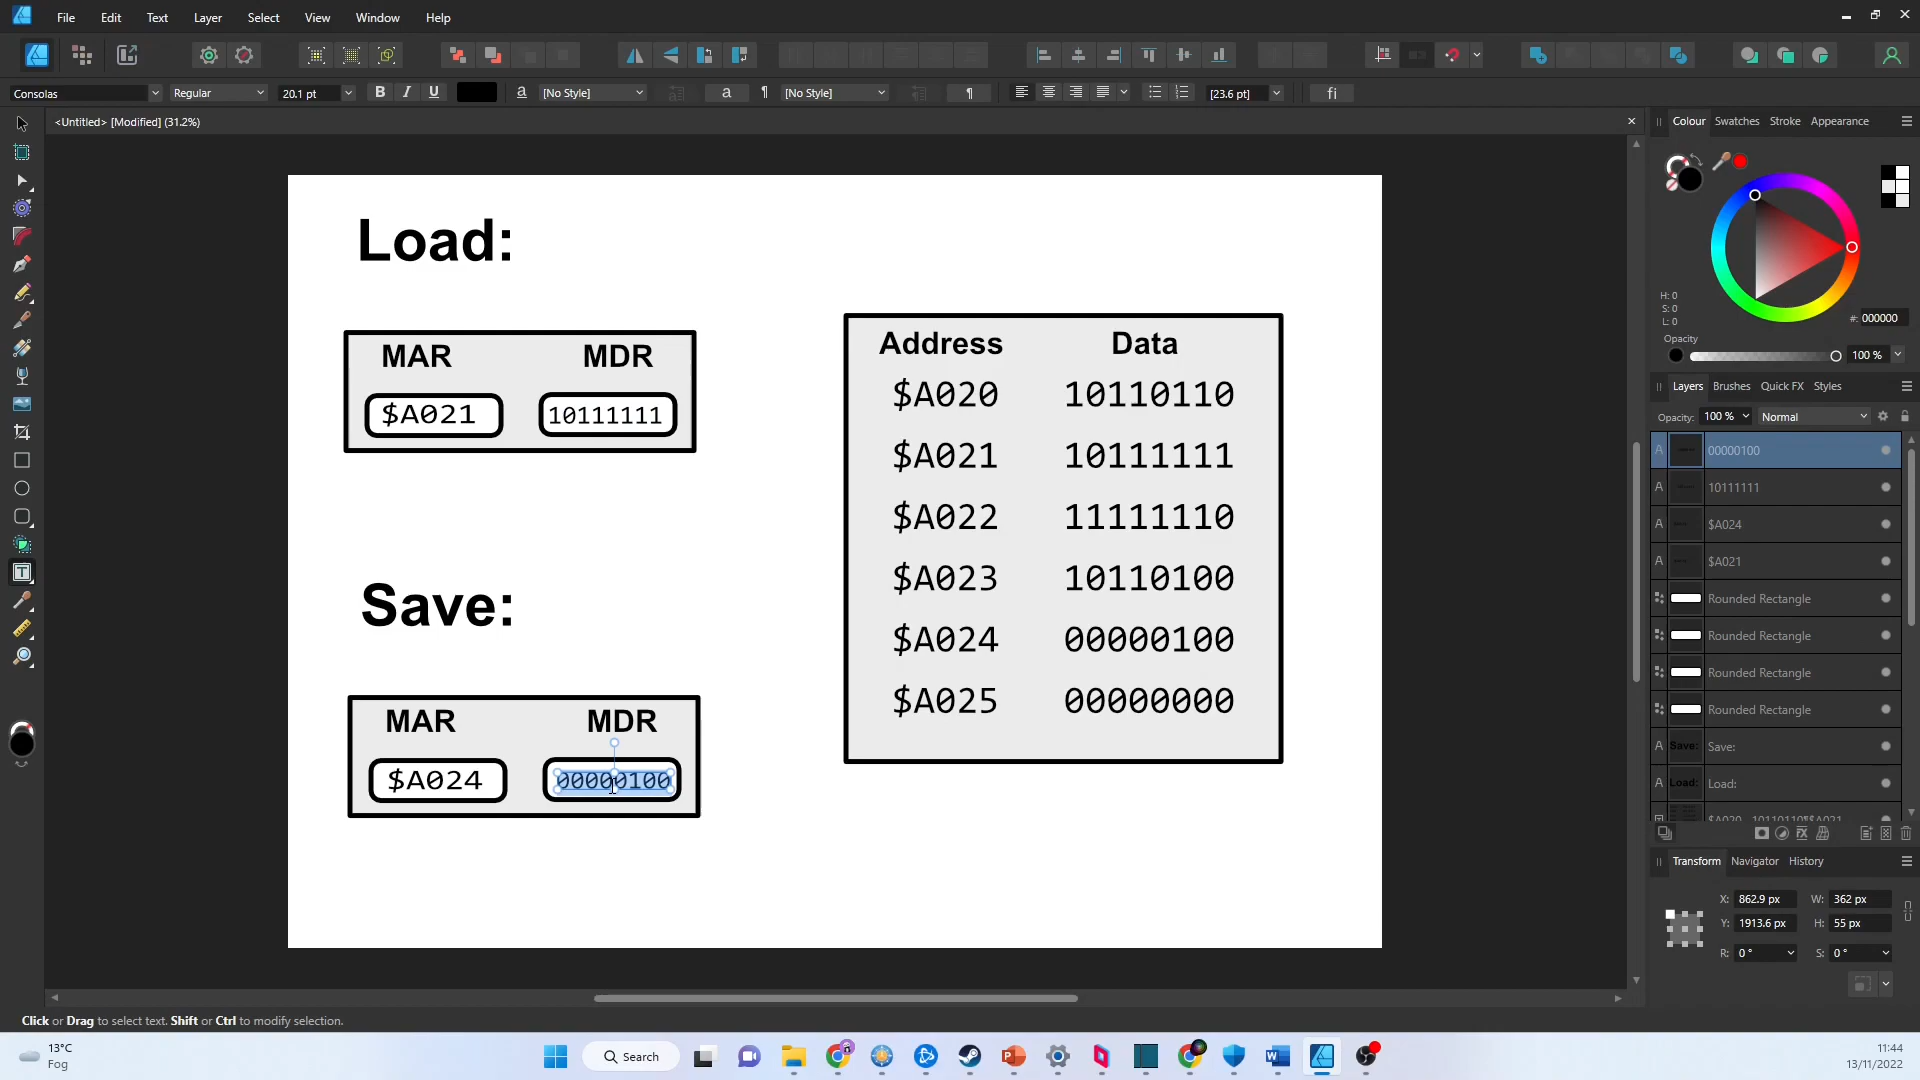 File Edit Text Layer Select View Window Help
Consolas Regular 20.1 pt B I U a [No Style] a ¶ [No Style] ¶ [23.6 pt] fi
<Untitled> [Modified] (31.2%)
Load:
MAR MDR
$A021 10111111
Save:
MAR MDR
$A024 00000100
Address Data
$A020 10110110
$A021 10111111
$A022 11111110
$A023 10110100
$A024 00000100
$A025 00000000
Colour Swatches Stroke Appearance
H: 0
S: 0
L: 0
#: 000000
Opacity
100 %
Layers Brushes Quick FX Styles
Opacity: 100 % Normal
A 00000100
A 10111111
A $A024
A $A021
Rounded Rectangle
Rounded Rectangle
Rounded Rectangle
Rounded Rectangle
A Save: Save:
A Load: Load:
Transform Navigator History
X: 862.9 px W: 362 px
Y: 1913.6 px H: 55 px
R: 0 ° S: 0 °
Click or Drag to select text. Shift or Ctrl to modify selection.
13°C
Fog
Search
11:44
13/11/2022